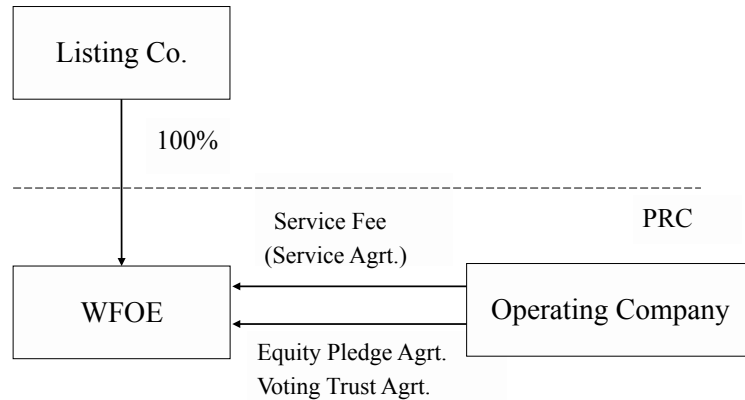 Listing Co.
100%
Service Fee
(Service Agrt.)
PRC
WFOE
Operating Company
Equity Pledge Agrt.
Voting Trust Agrt.